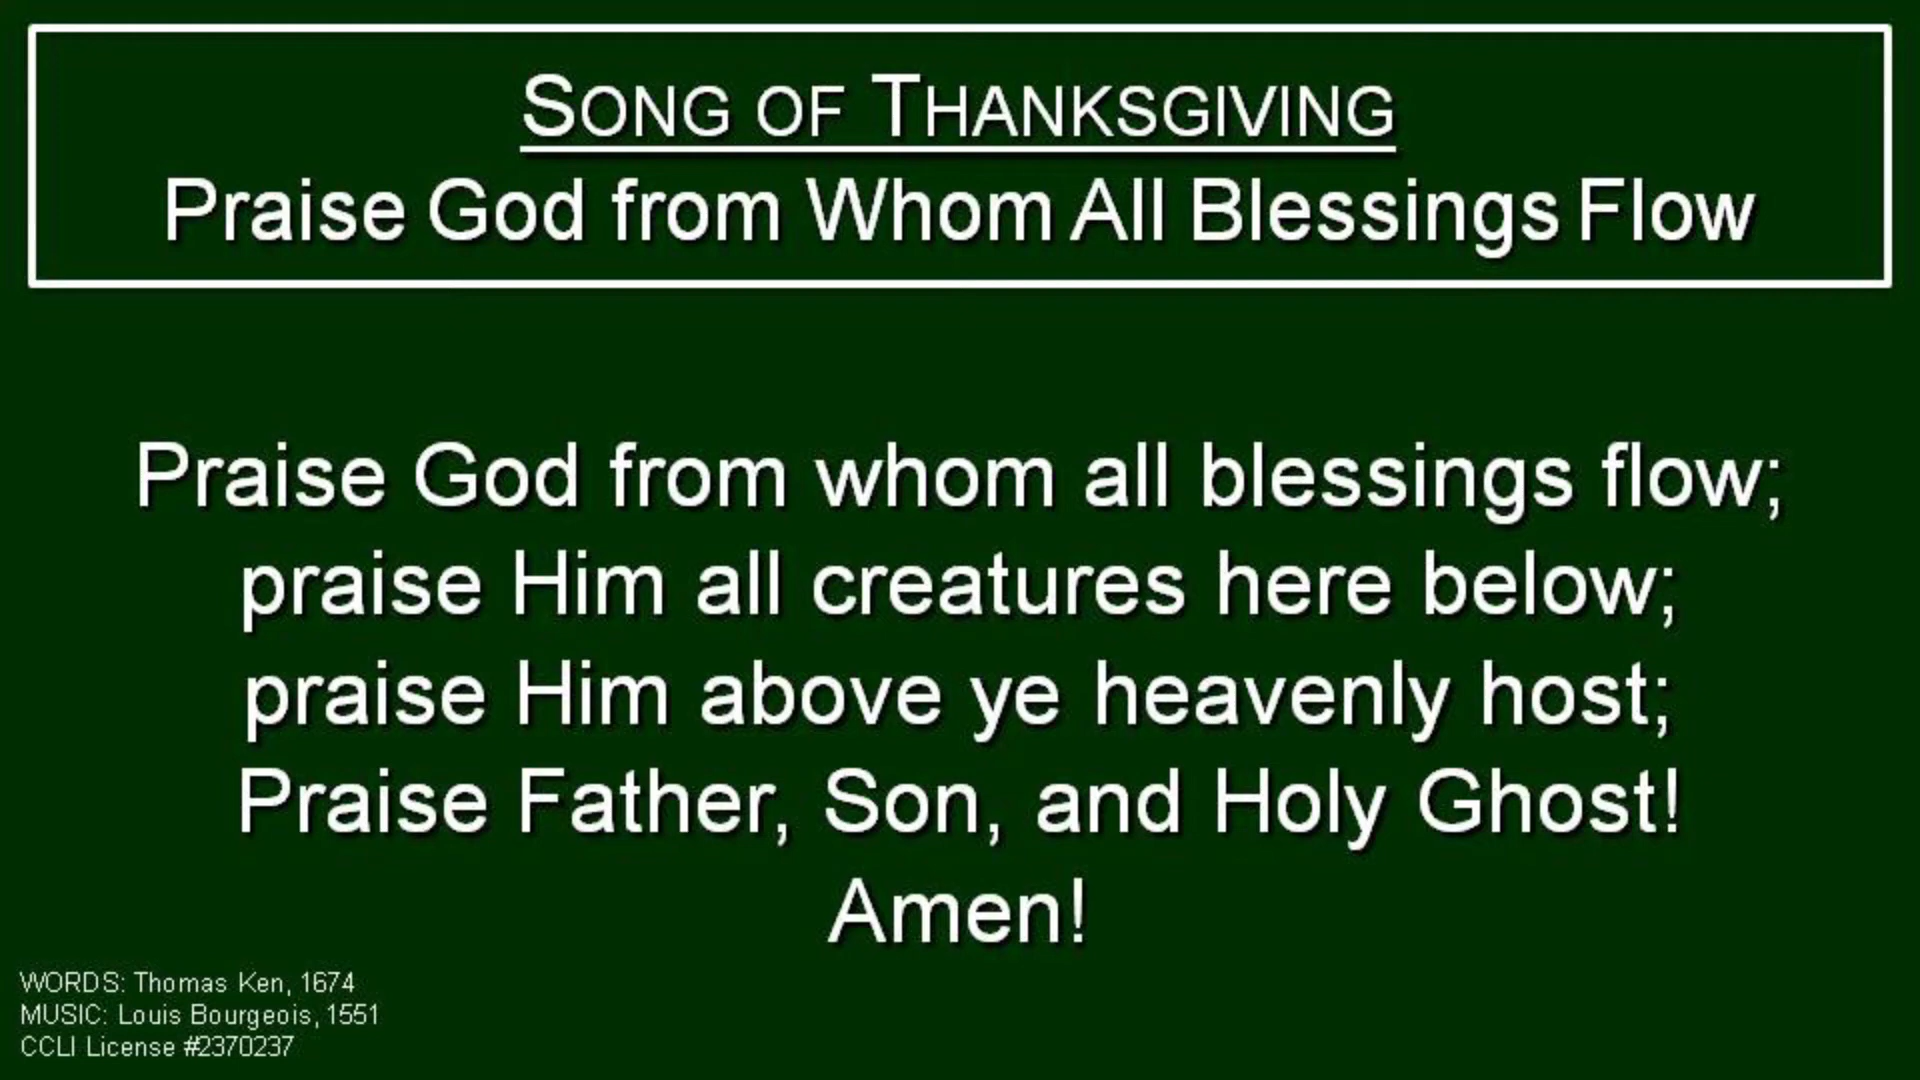 SONG OF THANKSGIVING
Praise God from Whom All Blessings Flow
Praise God from whom all blessings flow;
praise Him all creatures here below;
praise Him above ye heavenly host;
Praise Father, Son, and Holy Ghost!
Amen!
WORDS: Thomas Ken, 1674
MUSIC: Louis Bourgeois, 1551
CCLI License #2370237